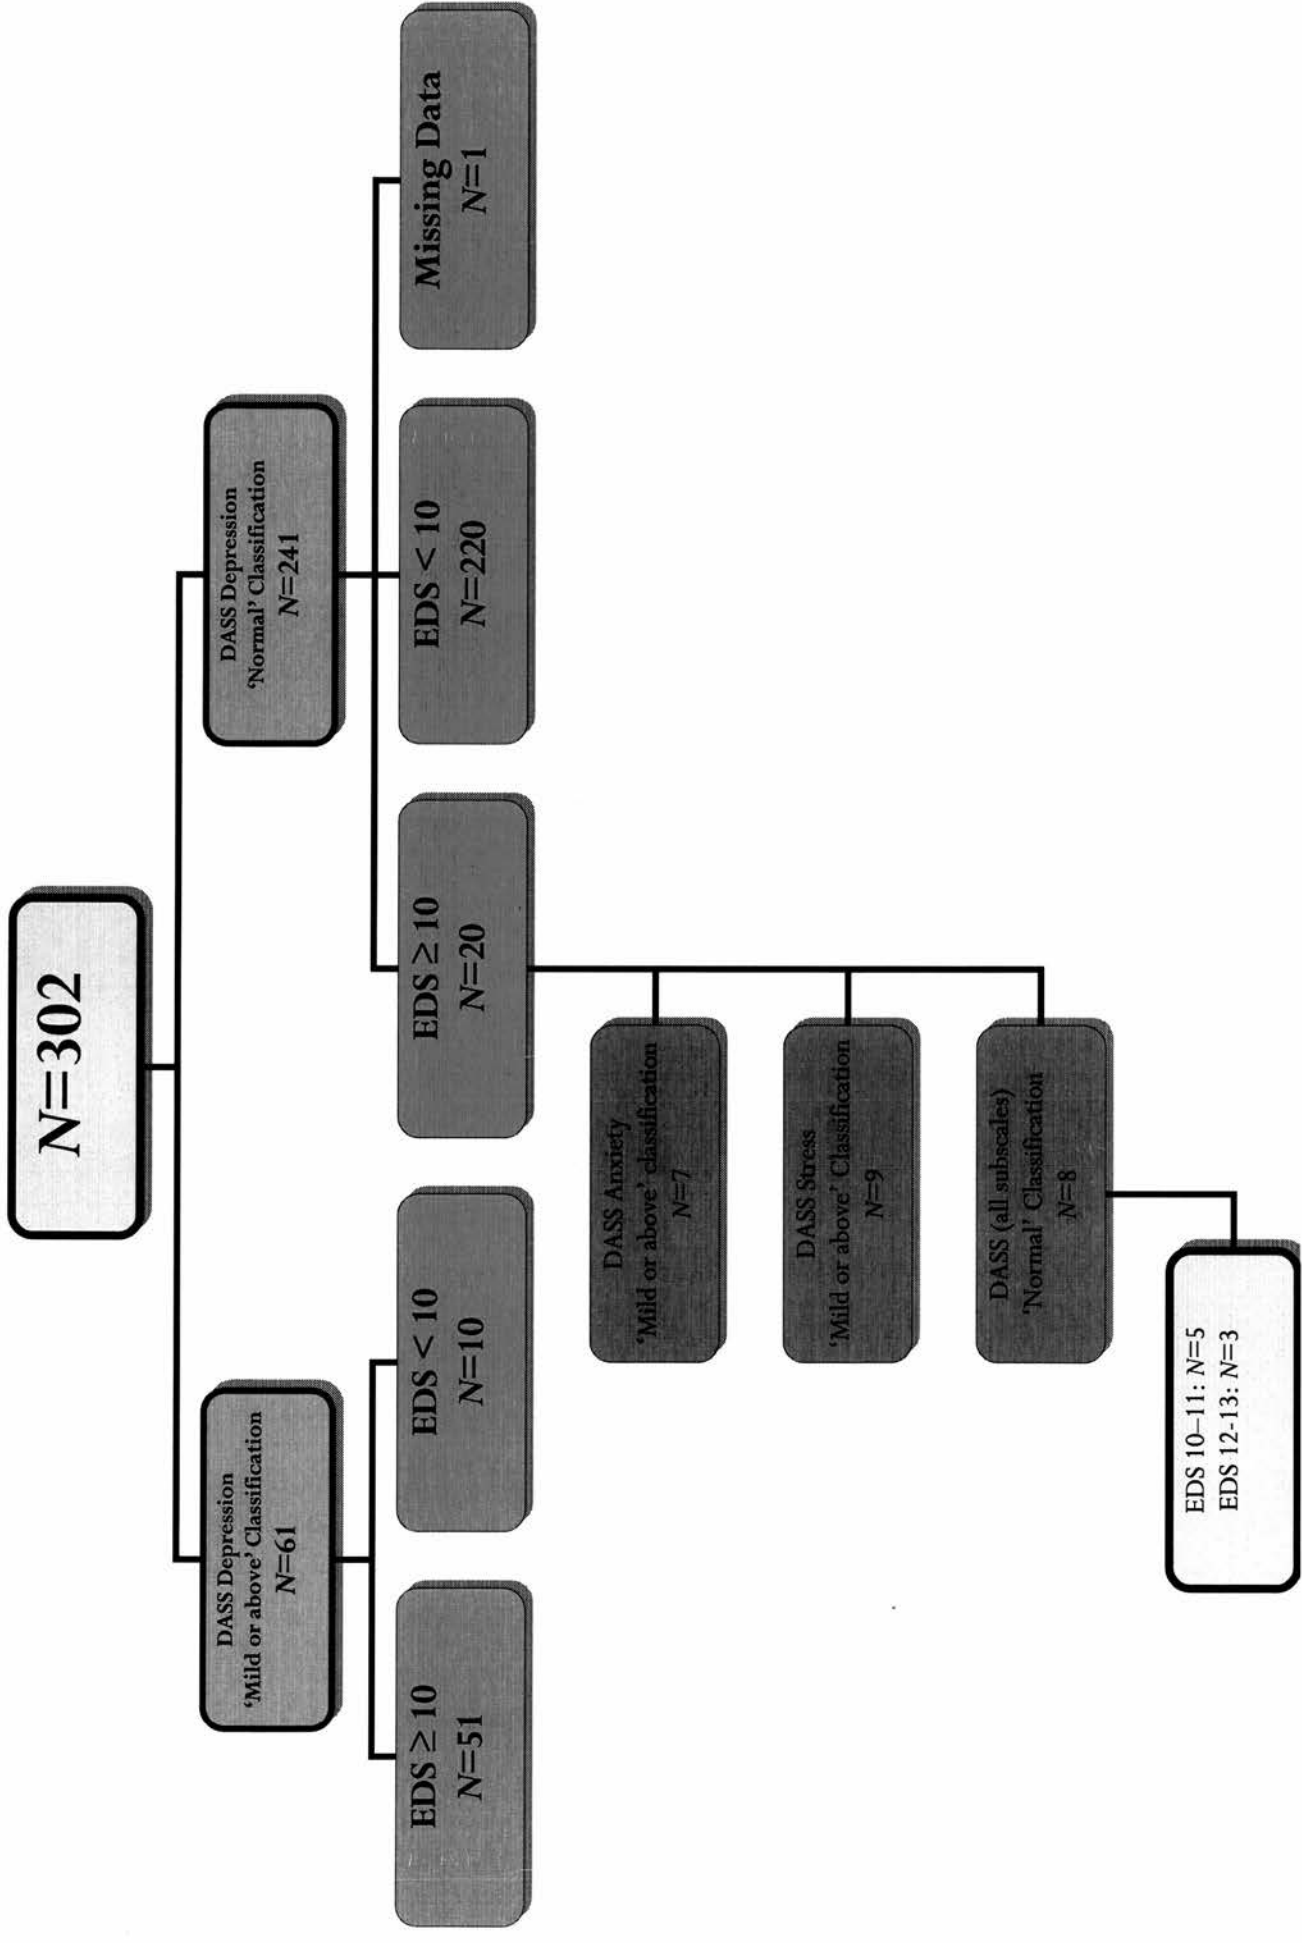 N=302
DASS Depression
‘Mild or above’ Classification
N=61
DASS Depression
‘Normal’ Classification
N=241
EDS ≥ 10
N=51
EDS < 10
N=10
EDS ≥ 10
N=20
EDS < 10
N=220
Missing Data
N=1
DASS Anxiety
‘Mild or above’ classification
N=7
DASS Stress
‘Mild or above’ Classification
N=9
DASS (all subscales)
‘Normal’ Classification
N=8
EDS 10–11: N=5
EDS 12-13: N=3